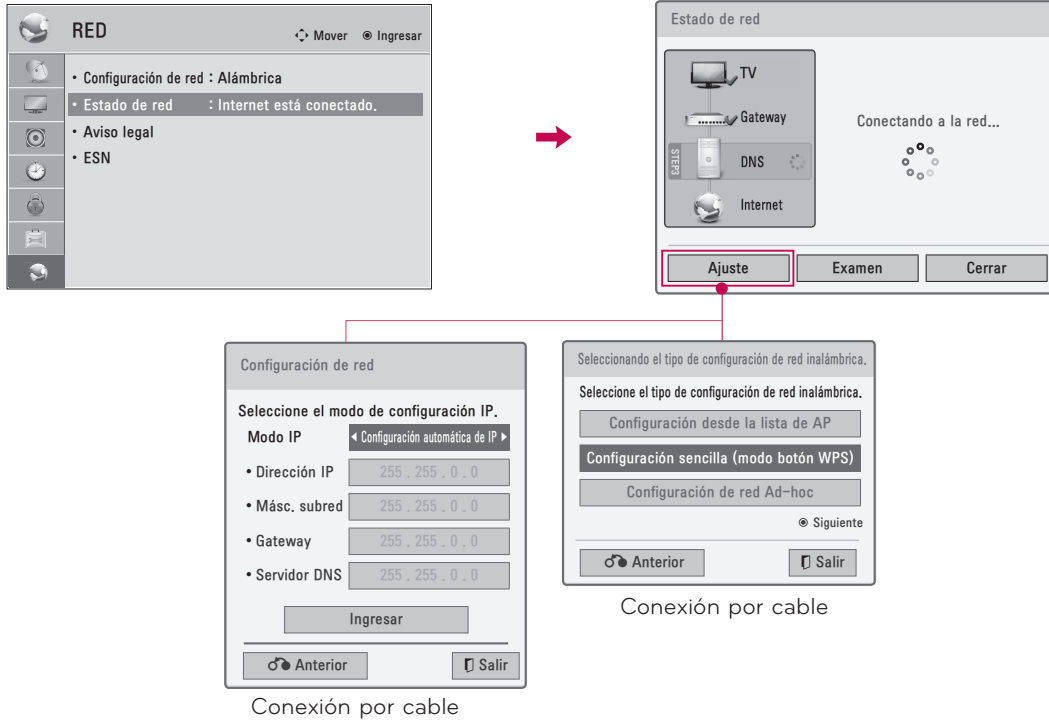 RED
Mover Ingresar
• Configuración de red : Alámbrica
• Estado de red : Internet está conectado.
• Aviso legal
• ESN
Estado de red
TV
Gateway
STEP3
DNS
Internet
Conectando a la red...
Ajuste
Examen
Cerrar
Configuración de red
Seleccione el modo de configuración IP.
Modo IP
Configuración automática de IP
• Dirección IP 255 . 255 . 0 . 0
• Másc. subred 255 . 255 . 0 . 0
• Gateway 255 . 255 . 0 . 0
• Servidor DNS 255 . 255 . 0 . 0
Ingresar
Anterior
Salir
Conexión por cable
Seleccionando el tipo de configuración de red inalámbrica.
Seleccione el tipo de configuración de red inalámbrica.
Configuración desde la lista de AP
Configuración sencilla (modo botón WPS)
Configuración de red Ad-hoc
Siguiente
Anterior
Salir
Conexión por cable